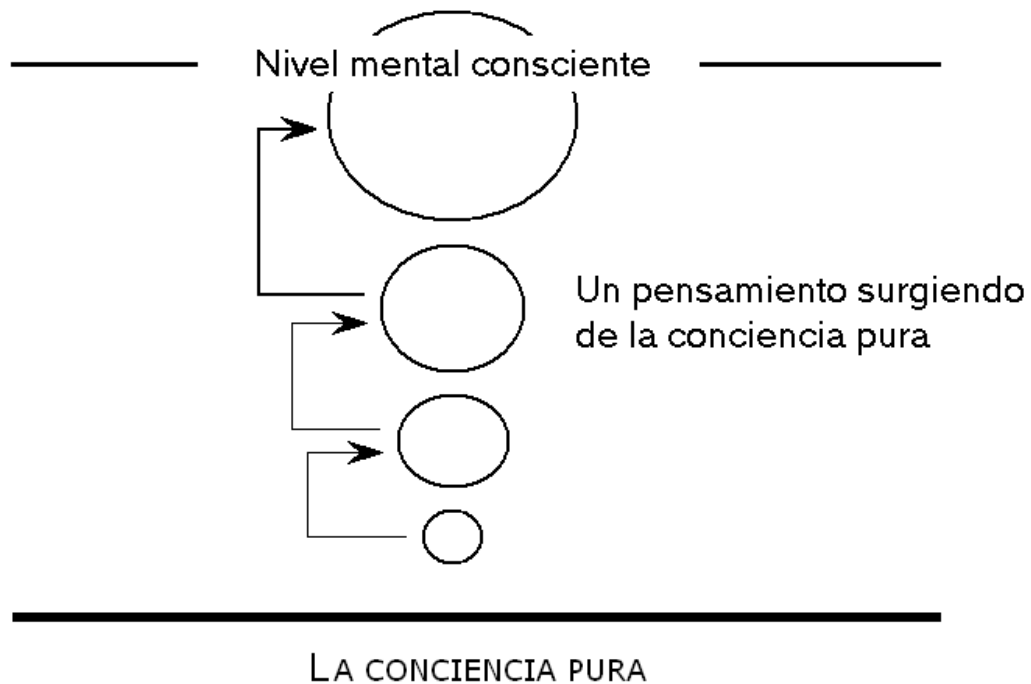 Nivel mental consciente
Un pensamiento surgiendo
de la conciencia pura
LA CONCIENCIA PURA